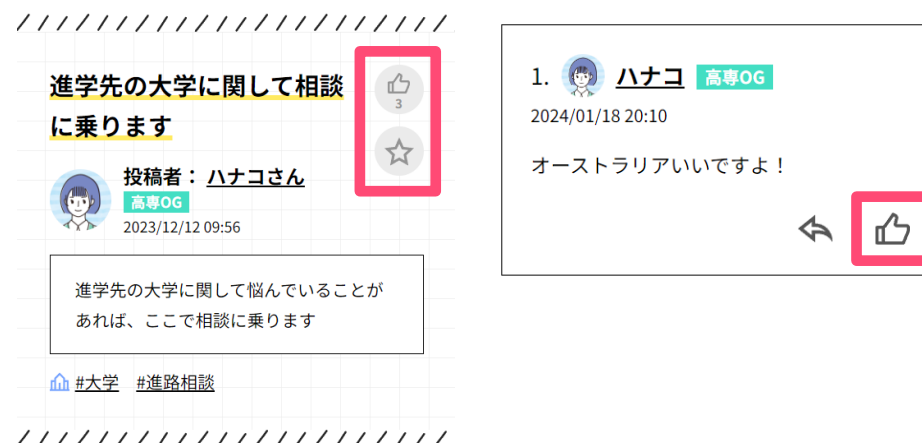 進学先の大学に関して相談
に乗ります
3
投稿者： ハナコさん
高専OG
2023/12/12 09:56
進学先の大学に関して悩んでいることが
あれば、ここで相談に乗ります
#大学 #進路相談
1. ハナコ 高専OG
2024/01/18 20:10
オーストラリアいいですよ！